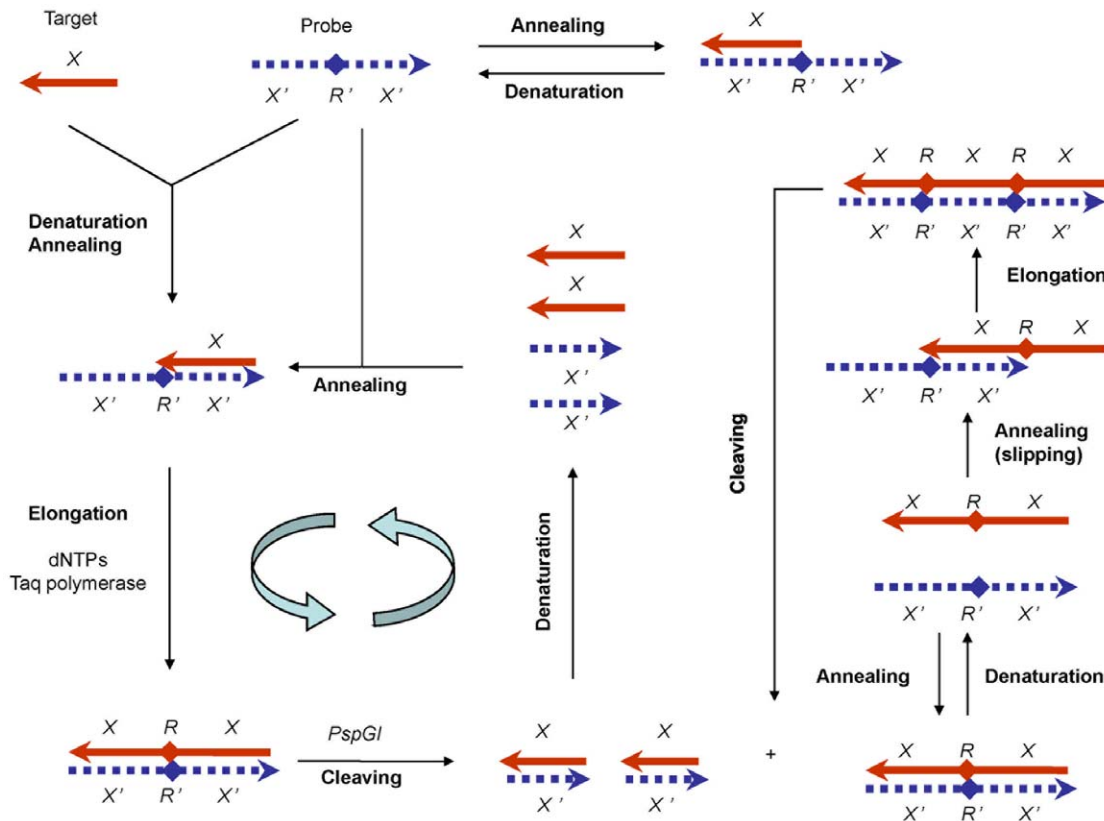 Target
Probe
X
X' R' X'
Annealing
Denaturation
X
X' R' X'
Denaturation
Annealing
X
X' R' X'
Annealing
X
X
X'
X'
Elongation
dNTPs
Taq polymerase
X R X
X' R' X'
PspGI
Cleaving
X
X'
X
X'
+
Denaturation
X R X R X
X' R' X' R' X'
Elongation
X R X
X' R' X'
Annealing
(slipping)
X R X
X' R' X'
Annealing
Denaturation
X R X
X' R' X'
Cleaving